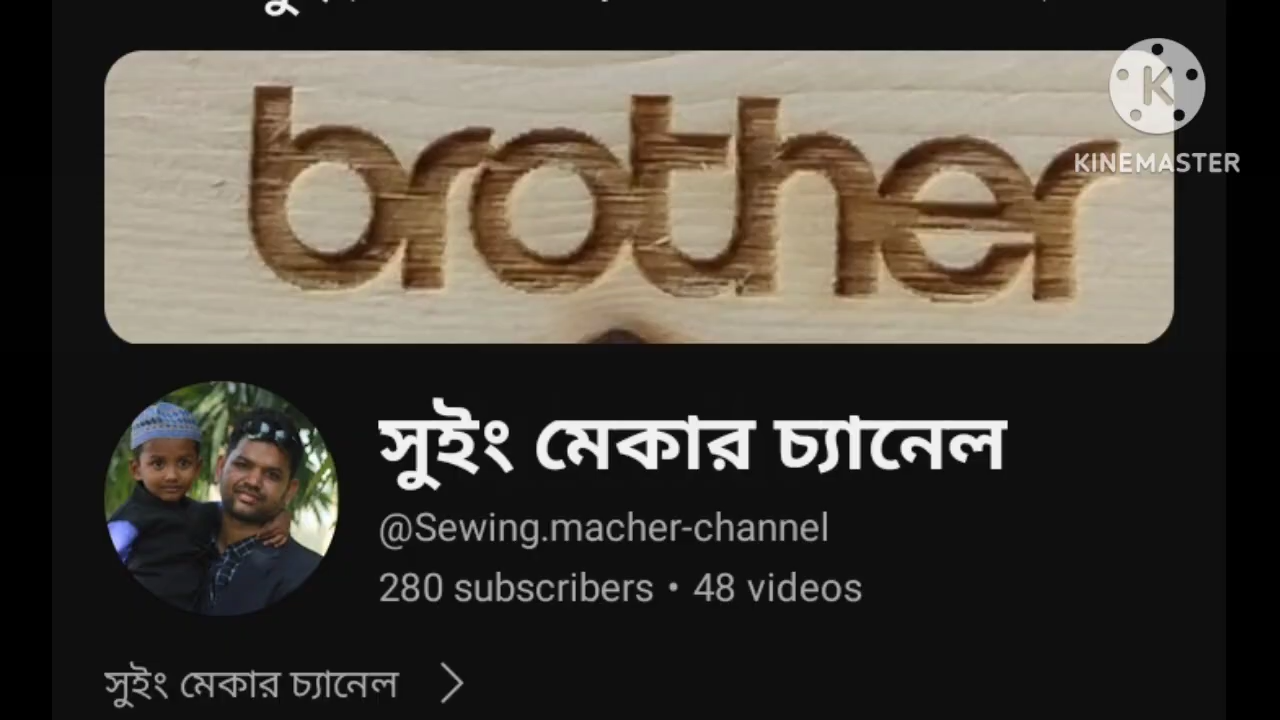 brother
K
KINEMASTER
সুইং মেকার চ্যানেল
@Sewing.macher-channel
280 subscribers • 48 videos
সুইং মেকার চ্যানেল